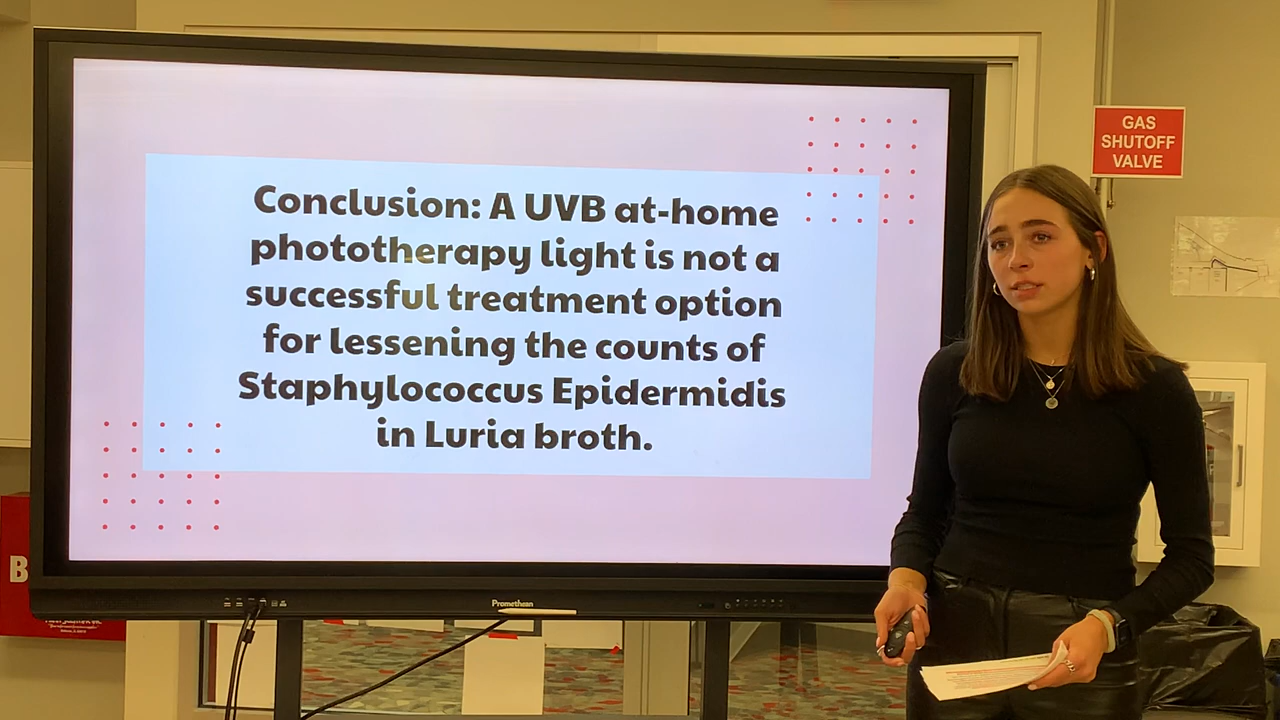 Conclusion: A UVB at-home
phototherapy light is not a
successful treatment option
for lessening the counts of
Staphylococcus Epidermidis
in Luria broth.
GAS
SHUTOFF
VALVE
B
Promethean